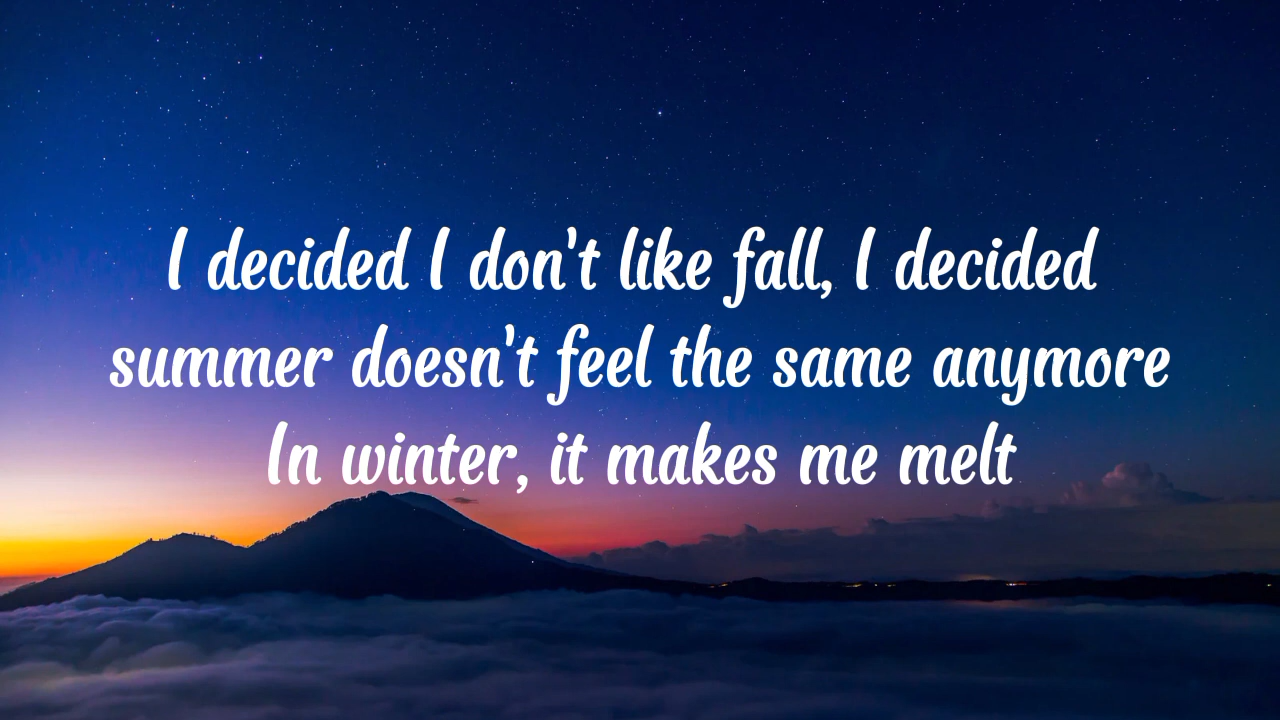 I decided I don't like fall, I decided
summer doesn't feel the same anymore
In winter, it makes me melt